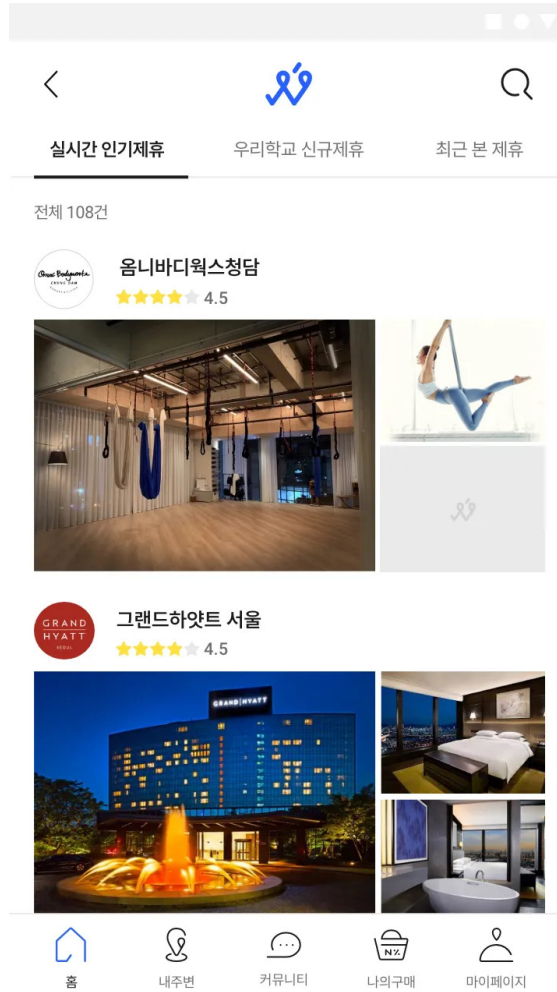 실시간 인기제휴
우리학교 신규제휴
최근 본 제휴
전체 108건
옴니바디웍스청담
4.5
그랜드하얏트 서울
GRAND
HYATT
SEOUL
4.5
GRAND HYATT
홈
내주변
커뮤니티
N%
나의구매
마이페이지